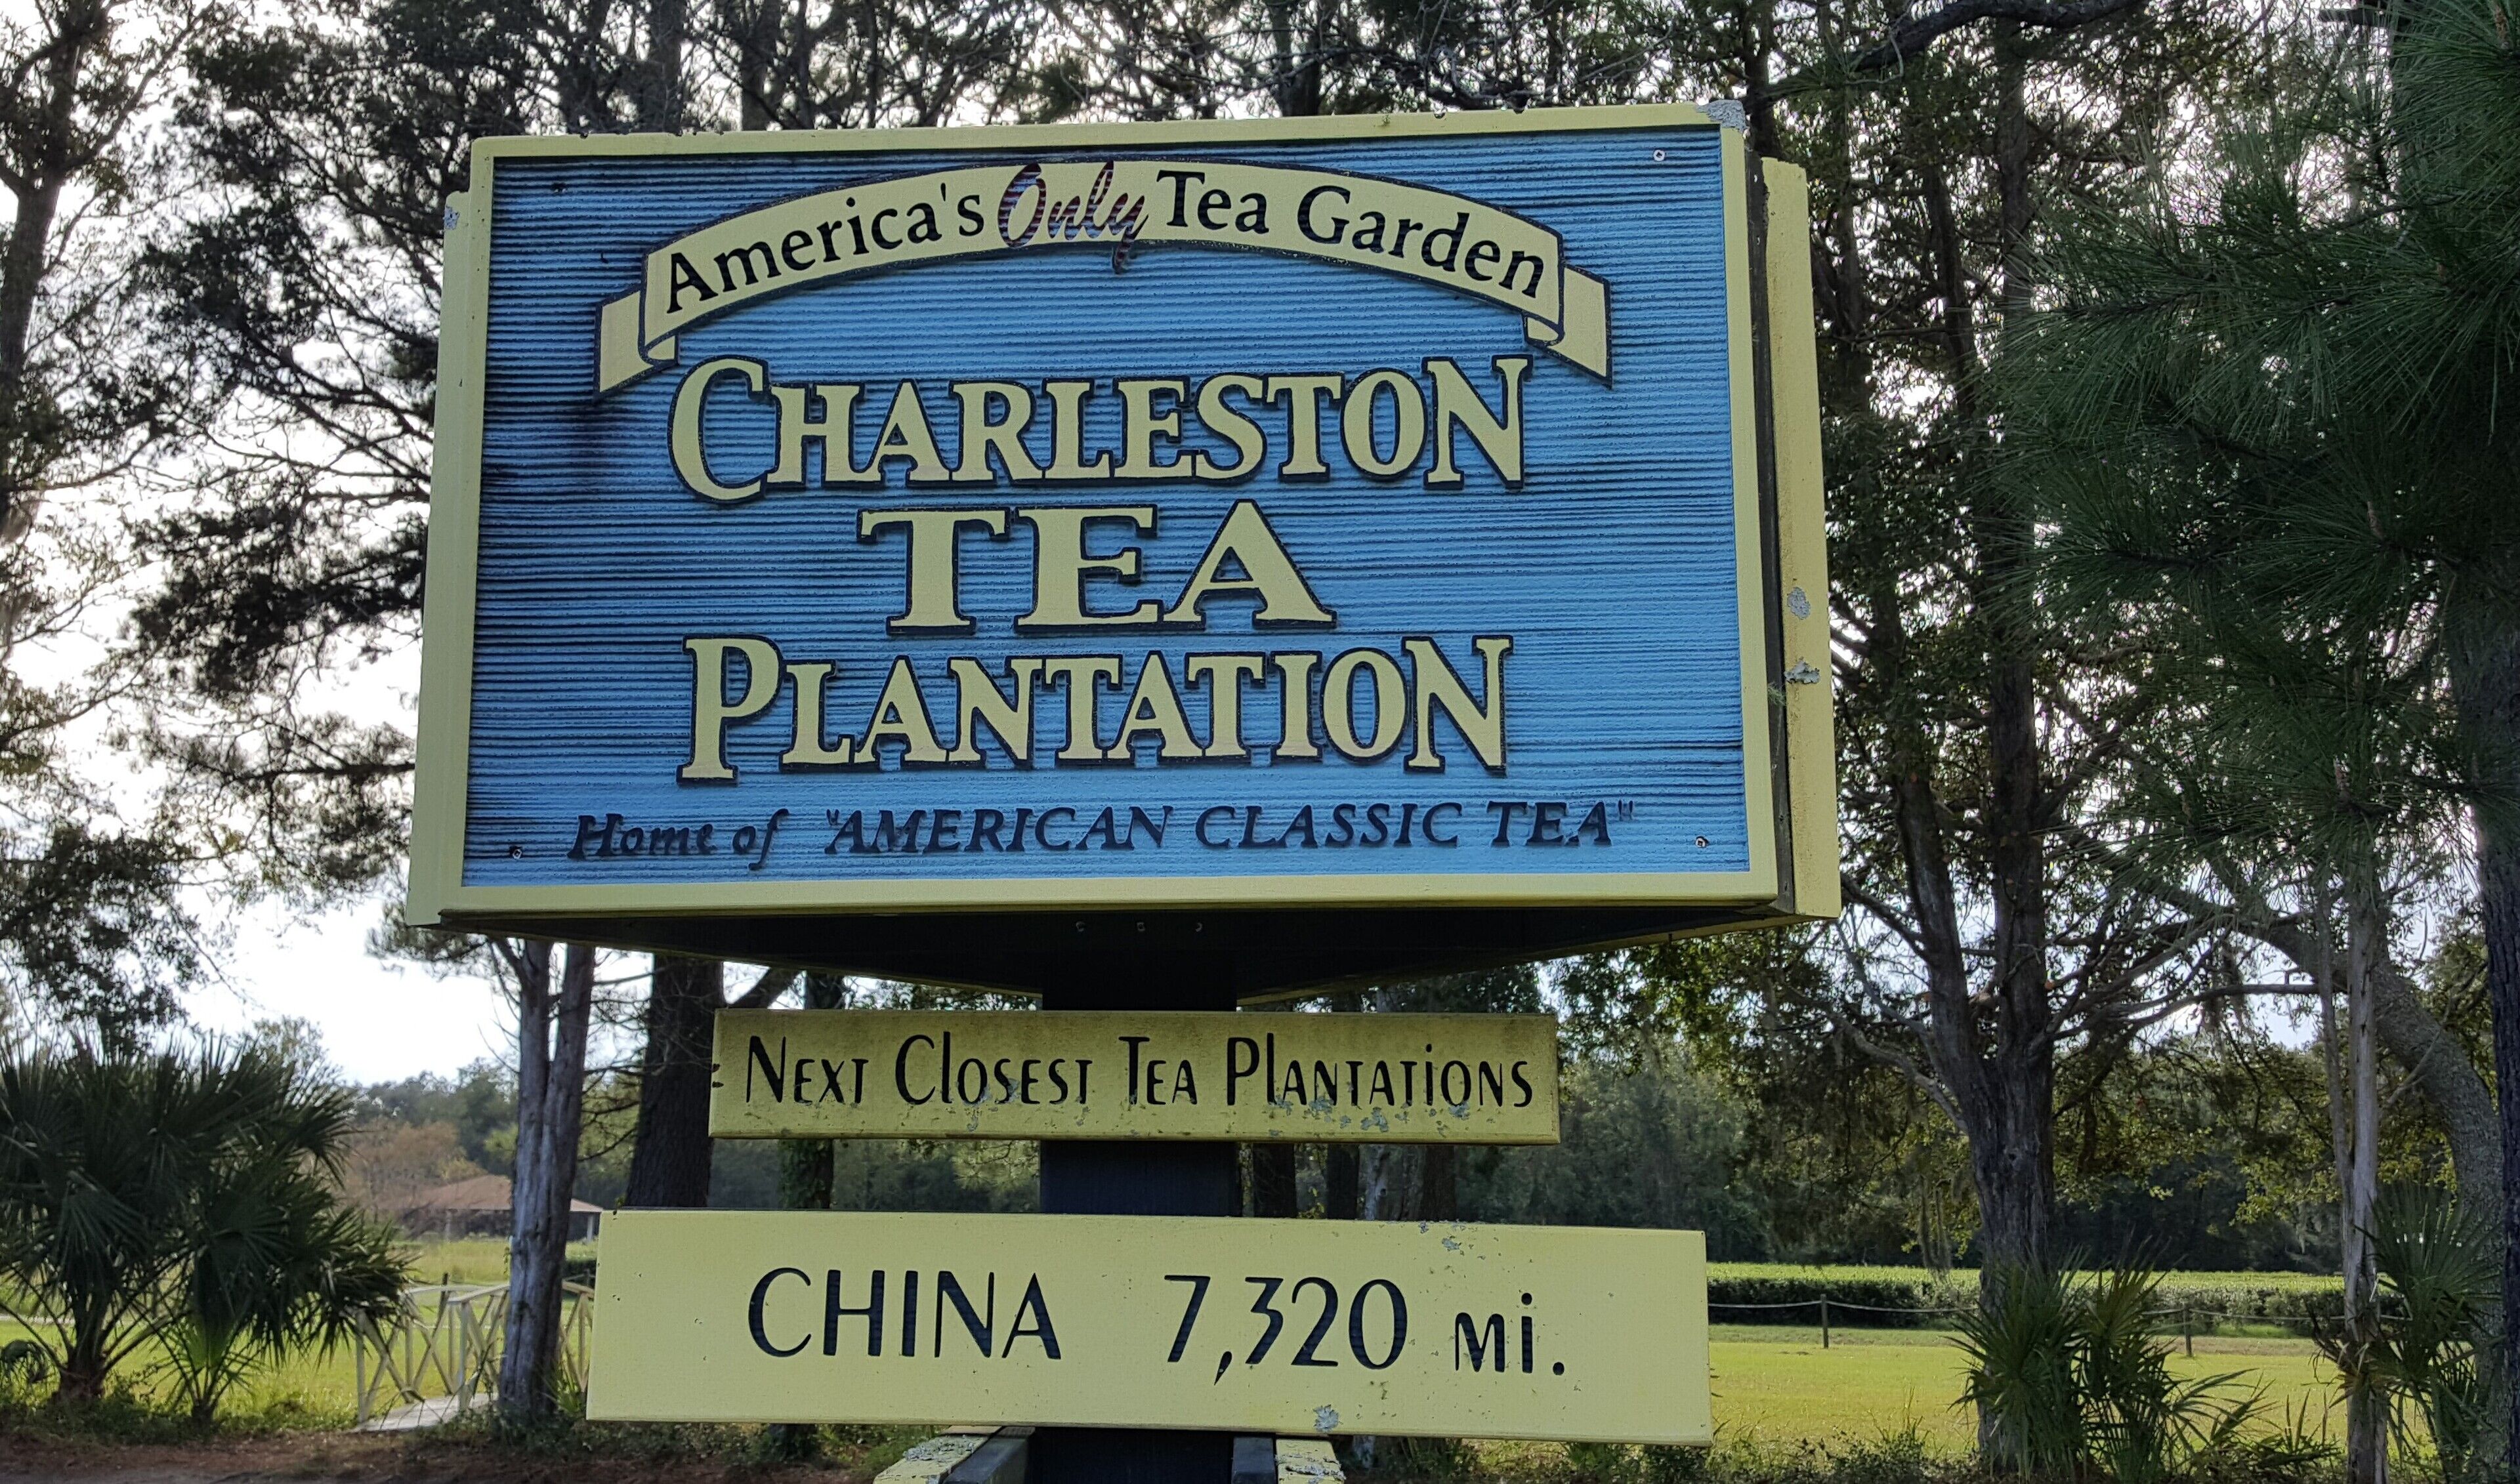 America's Only Tea Garden
CHARLESTON
TEA
PLANTATION
Home of "AMERICAN CLASSIC TEA"
NEXT CLOSEST TEA PLANTATIONS
CHINA 7,320 mi.